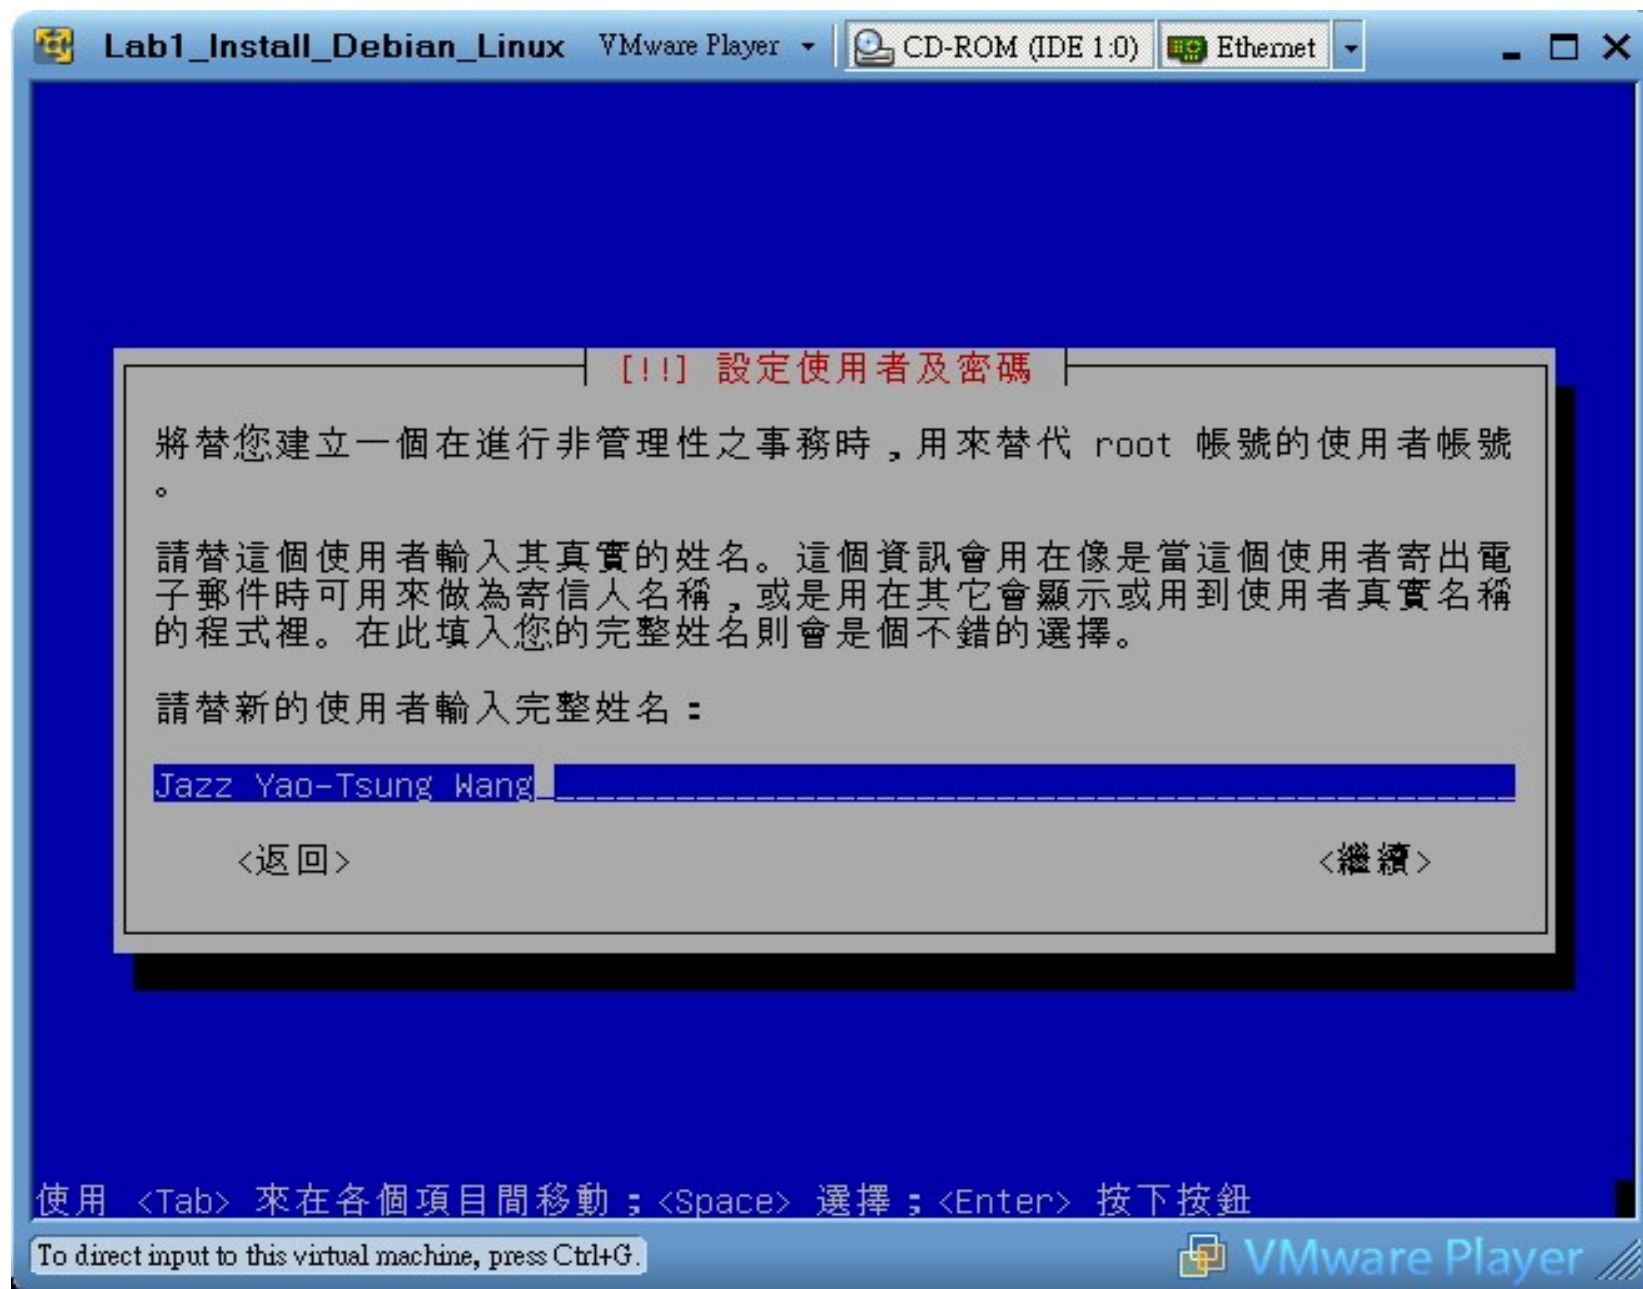 Lab1_Install_Debian_Linux VMware Player CD-ROM (IDE 1:0) Ethernet
[!!] 設定使用者及密碼
將替您建立一個在進行非管理性之事務時，用來替代 root 帳號的使用者帳號
。
請替這個使用者輸入其真實的姓名。這個資訊會用在像是當這個使用者寄出電
子郵件時可用來做為寄信人名稱，或是用在其它會顯示或用到使用者真實名稱
的程式裡。在此填入您的完整姓名則會是個不錯的選擇。
請替新的使用者輸入完整姓名：
Jazz Yao-Tsung Wang
<返回> <繼續>
使用 <Tab> 來在各個項目間移動；<Space> 選擇；<Enter> 按下按鈕
To direct input to this virtual machine, press Ctrl+G.
VMware Player